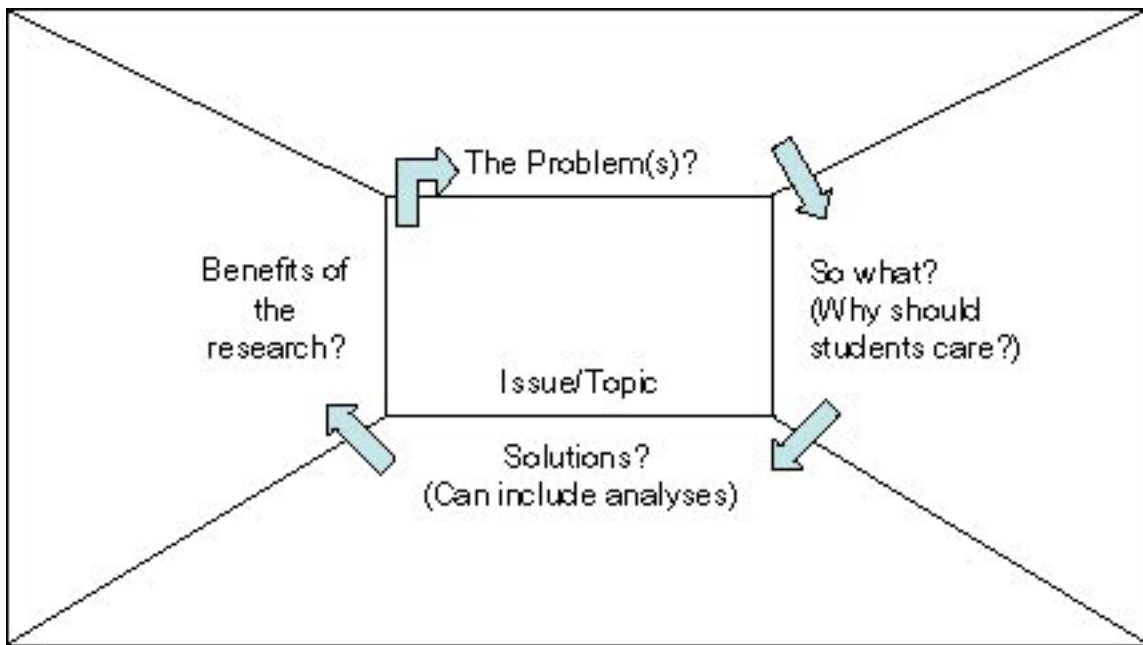 The Problem(s)?
So what?
(Why should
students care?)
Solutions?
(Can include analyses)
Benefits of
the
research?
Issue/Topic